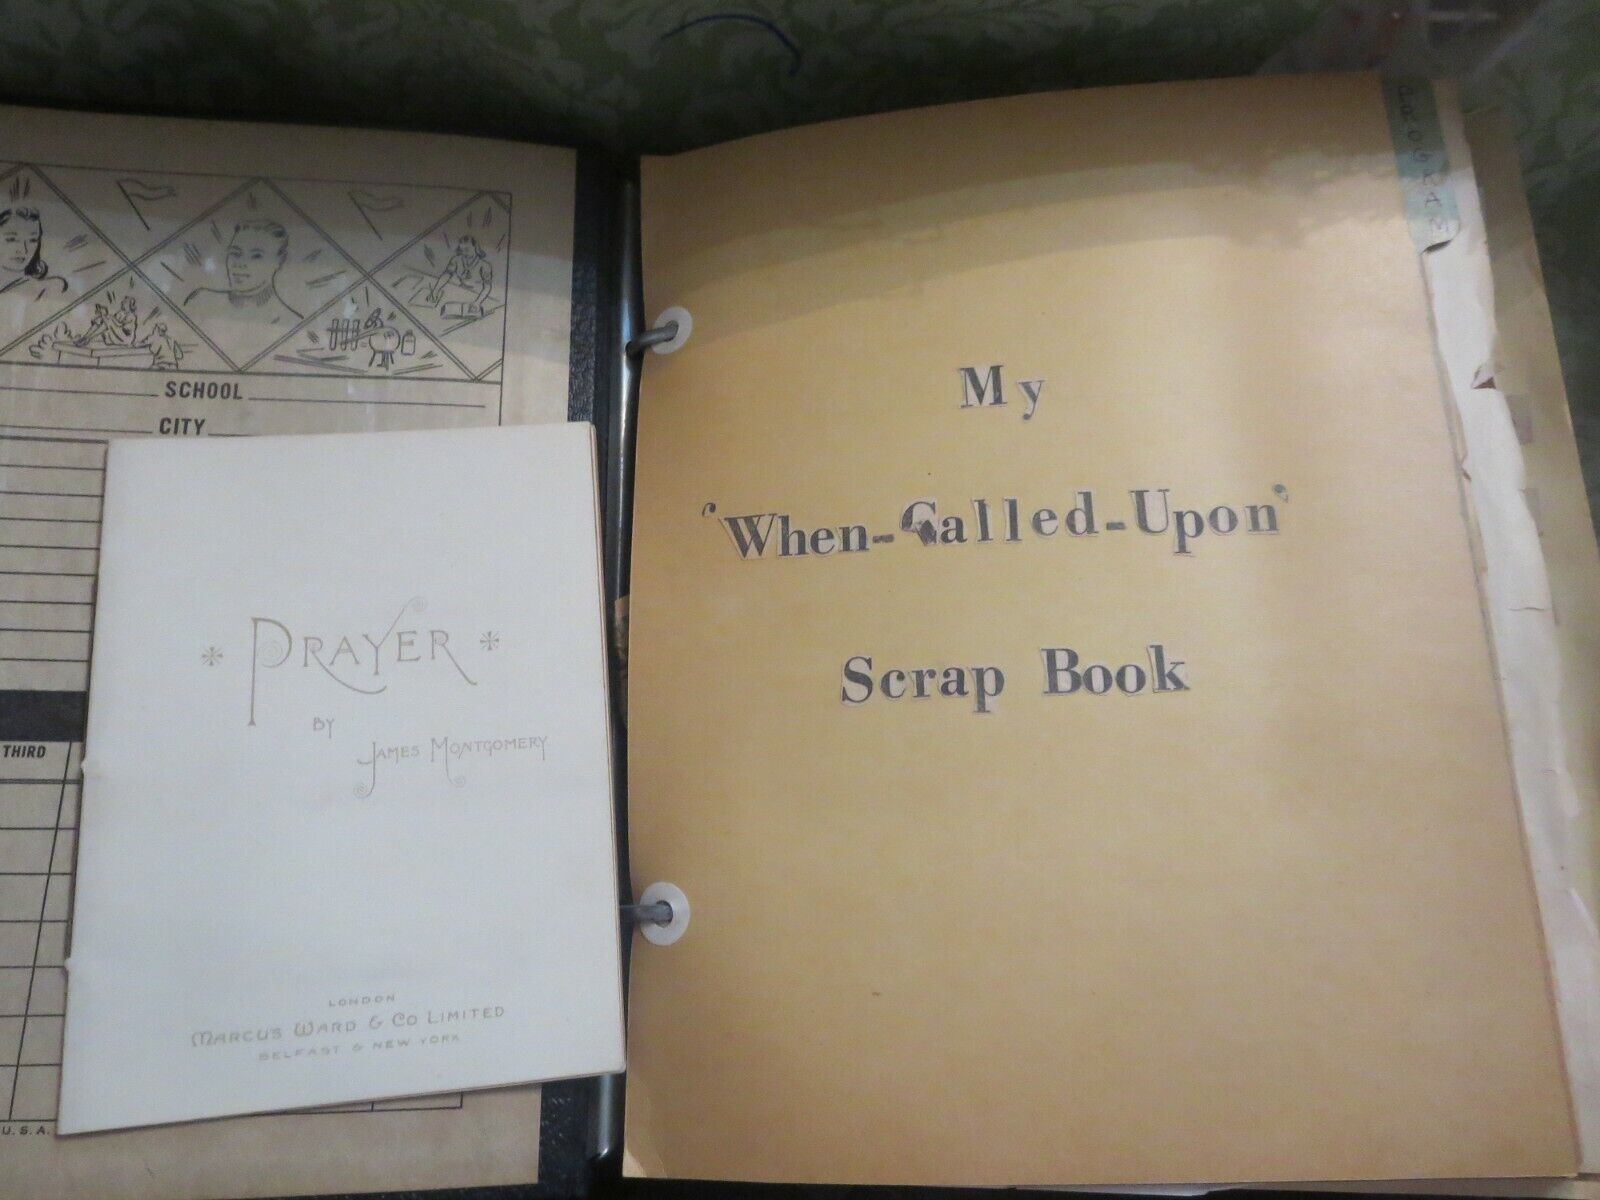 SCHOOL
CITY
THIRD
U.S.A.
PRAYER
BY
JAMES MONTGOMERY
LONDON
MARCUS WARD & CO LIMITED
BELFAST & NEW YORK
My
'When-Called-Upon'
Scrap Book